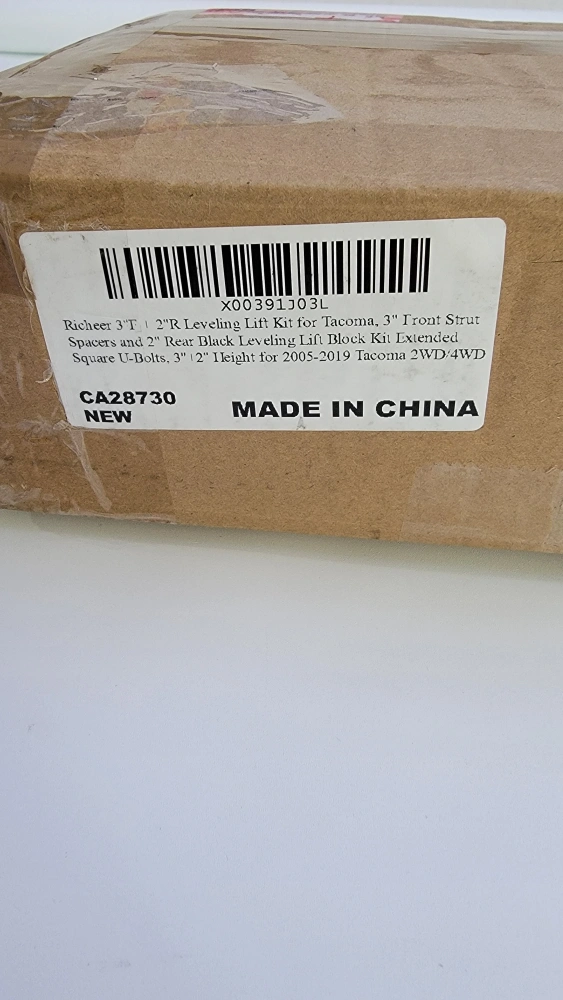 X00391J03L
Richeer 3"F + 2"R Leveling Lift Kit for Tacoma, 3" Front Strut
Spacers and 2" Rear Black Leveling Lift Block Kit Extended
Square U-Bolts, 3"+2" Height for 2005-2019 Tacoma 2WD/4WD
CA28730
NEW
MADE IN CHINA